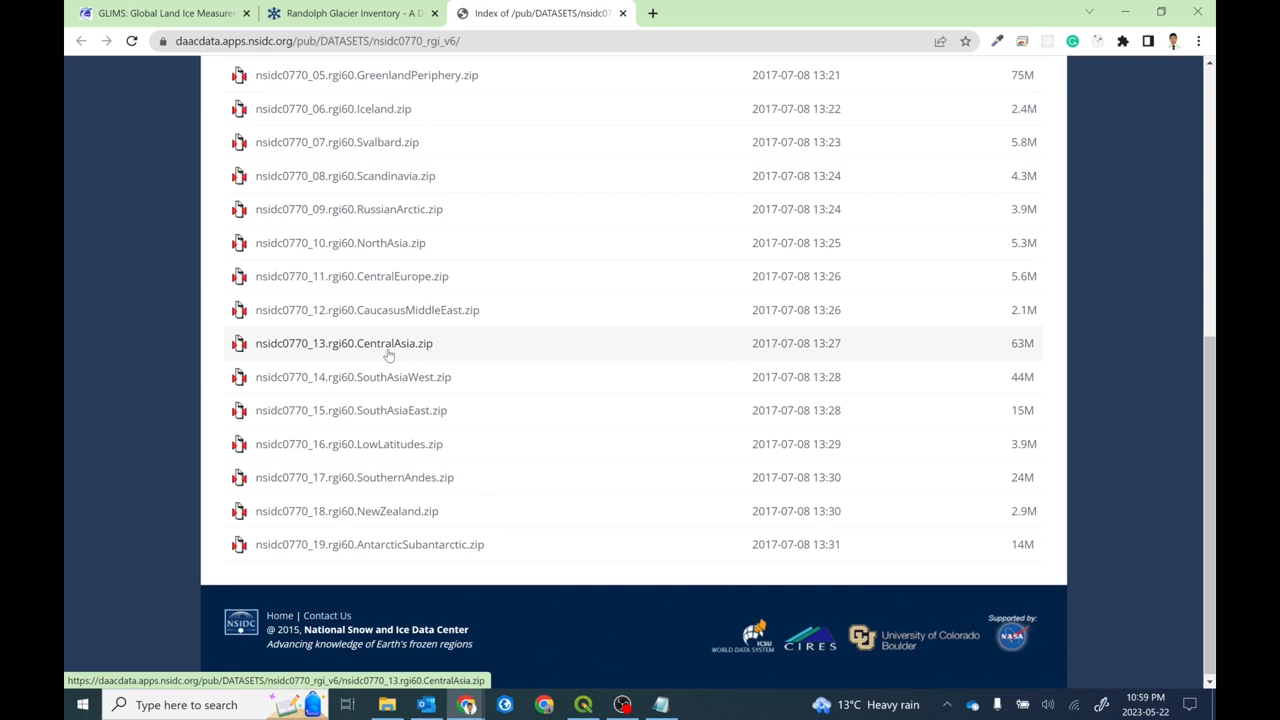 GLIMS: Global Land Ice Measurer
Randolph Glacier Inventory - A D
Index of /pub/DATASETS/nsidc077
daacdata.apps.nsidc.org/pub/DATASETS/nsidc0770_rgi_v6/
nsidc0770_05.rgi60.GreenlandPeriphery.zip 2017-07-08 13:21 75M
nsidc0770_06.rgi60.Iceland.zip 2017-07-08 13:22 2.4M
nsidc0770_07.rgi60.Svalbard.zip 2017-07-08 13:23 5.8M
nsidc0770_08.rgi60.Scandinavia.zip 2017-07-08 13:24 4.3M
nsidc0770_09.rgi60.RussianArctic.zip 2017-07-08 13:24 3.9M
nsidc0770_10.rgi60.NorthAsia.zip 2017-07-08 13:25 5.3M
nsidc0770_11.rgi60.CentralEurope.zip 2017-07-08 13:26 5.6M
nsidc0770_12.rgi60.CaucasusMiddleEast.zip 2017-07-08 13:26 2.1M
nsidc0770_13.rgi60.CentralAsia.zip 2017-07-08 13:27 63M
nsidc0770_14.rgi60.SouthAsiaWest.zip 2017-07-08 13:28 44M
nsidc0770_15.rgi60.SouthAsiaEast.zip 2017-07-08 13:28 15M
nsidc0770_16.rgi60.LowLatitudes.zip 2017-07-08 13:29 3.9M
nsidc0770_17.rgi60.SouthernAndes.zip 2017-07-08 13:30 24M
nsidc0770_18.rgi60.NewZealand.zip 2017-07-08 13:30 2.9M
nsidc0770_19.rgi60.AntarcticSubantarctic.zip 2017-07-08 13:31 14M
NSIDC
Home | Contact Us
@ 2015, National Snow and Ice Data Center
Advancing knowledge of Earth's frozen regions
ICSU
WORLD DATA SYSTEM
CIRES
CU
University of Colorado
Boulder
Supported by:
NASA
https://daacdata.apps.nsidc.org/pub/DATASETS/nsidc0770_rgi_v6/nsidc0770_13.rgi60.CentralAsia.zip
Type here to search
13°C Heavy rain
10:59 PM
2023-05-22